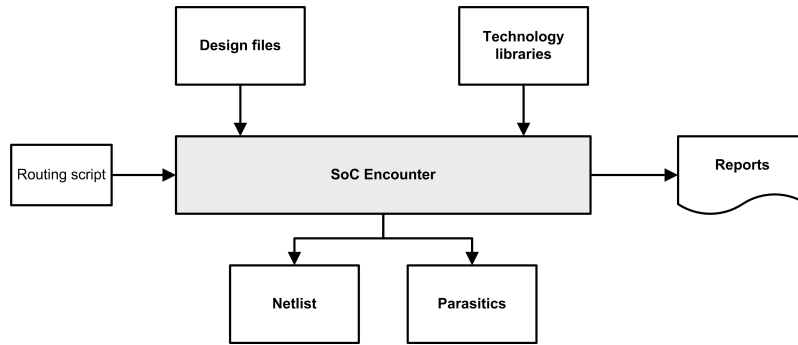 Design files
Technology
libraries
Routing script
SoC Encounter
Reports
Netlist
Parasitics